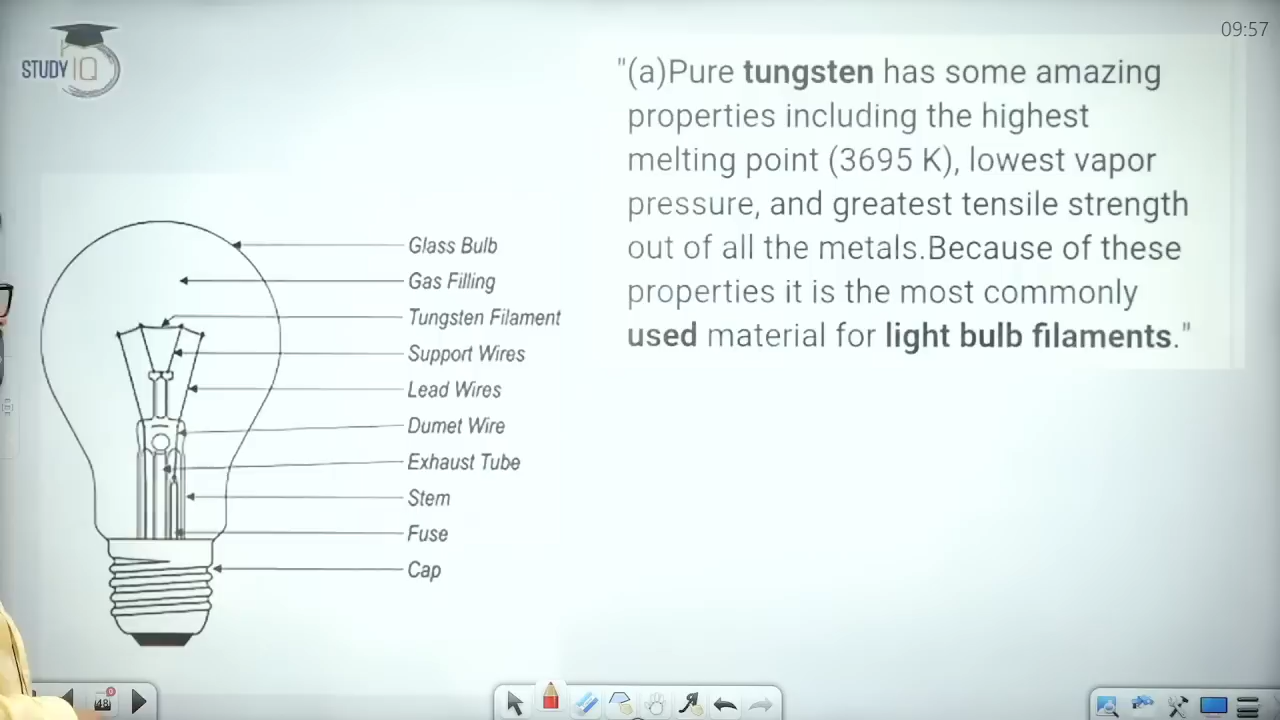 STUDY IQ
09:57
"(a)Pure tungsten has some amazing
properties including the highest
melting point (3695 K), lowest vapor
pressure, and greatest tensile strength
out of all the metals.Because of these
properties it is the most commonly
used material for light bulb filaments."
Glass Bulb
Gas Filling
Tungsten Filament
Support Wires
Lead Wires
Dumet Wire
Exhaust Tube
Stem
Fuse
Cap